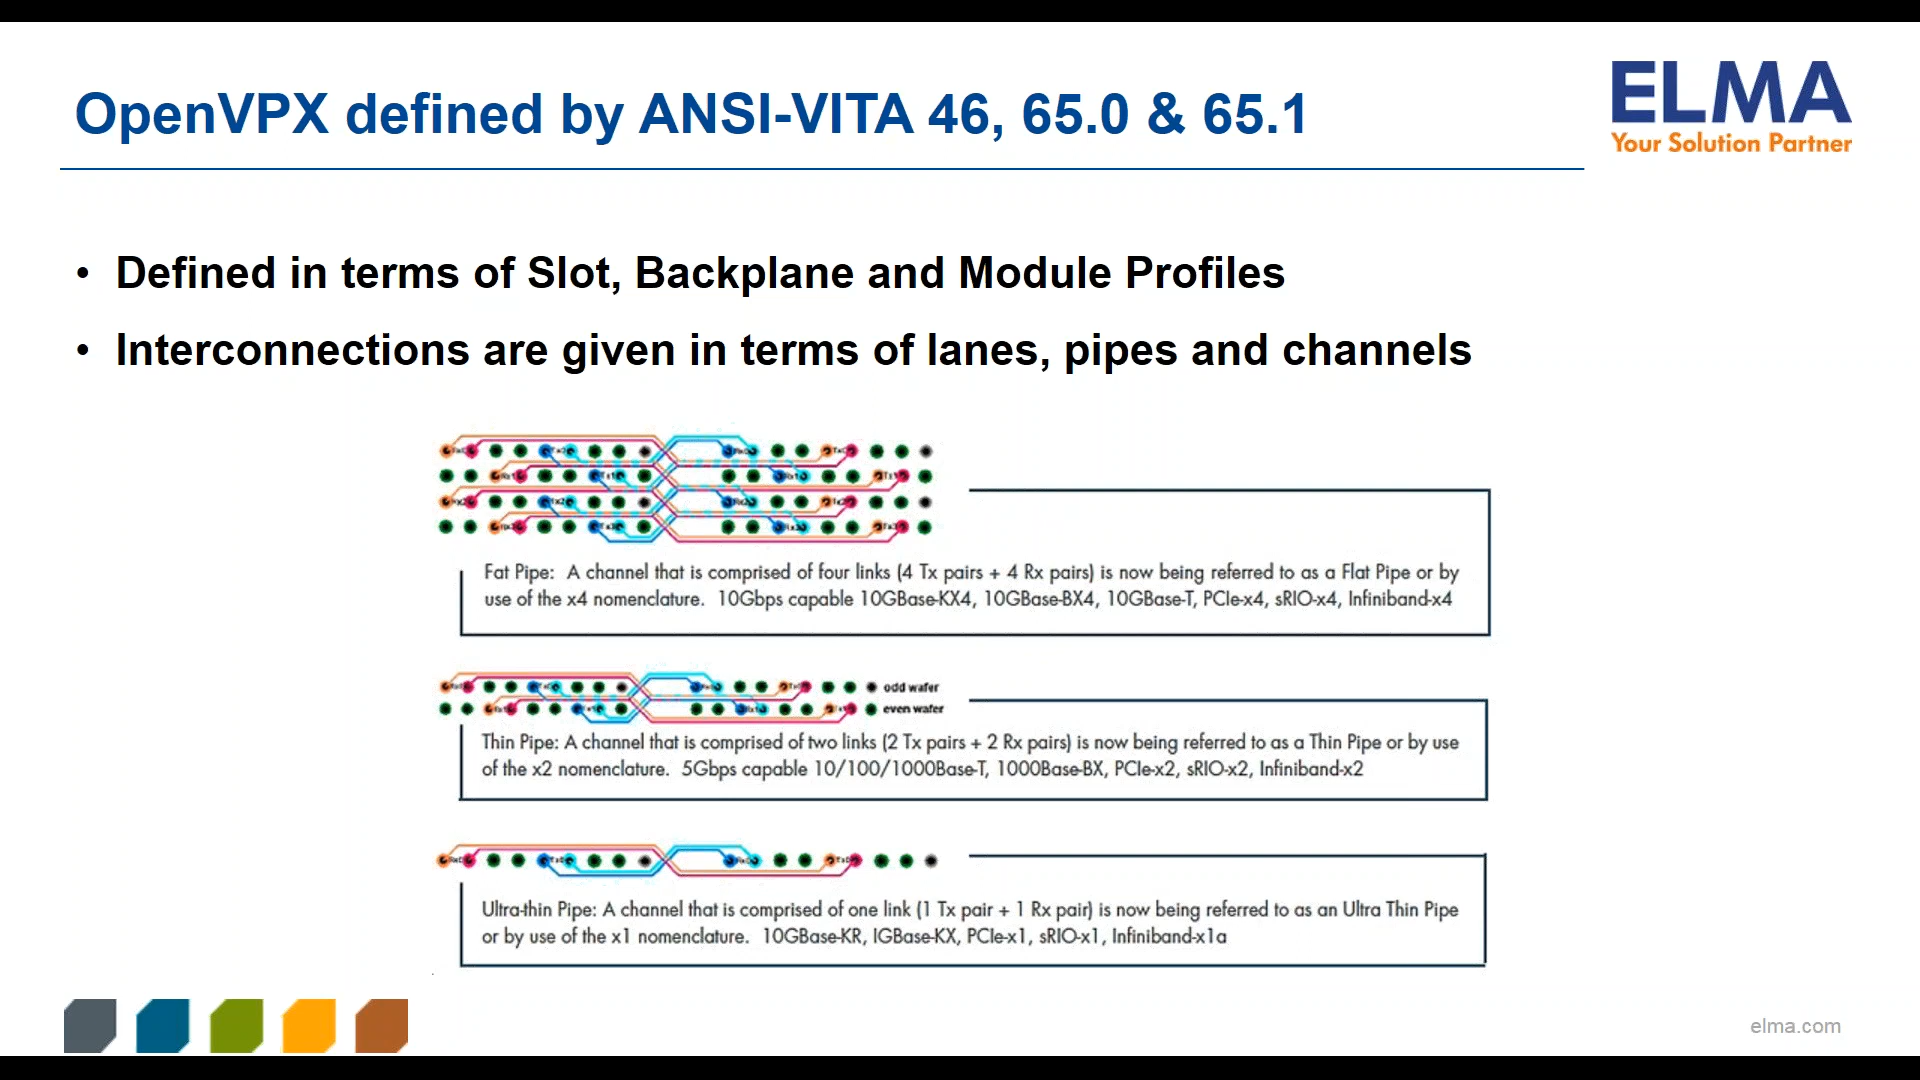 OpenVPX defined by ANSI-VITA 46, 65.0 & 65.1
ELMA
Your Solution Partner
• Defined in terms of Slot, Backplane and Module Profiles
• Interconnections are given in terms of lanes, pipes and channels
Fat Pipe: A channel that is comprised of four links (4 Tx pairs + 4 Rx pairs) is now being referred to as a Flat Pipe or by
use of the x4 nomenclature. 10Gbps capable 10GBase-KX4, 10GBase-BX4, 10GBase-T, PCIe-x4, sRIO-x4, Infiniband-x4
odd wafer
even wafer
Thin Pipe: A channel that is comprised of two links (2 Tx pairs + 2 Rx pairs) is now being referred to as a Thin Pipe or by use
of the x2 nomenclature. 5Gbps capable 10/100/1000Base-T, 1000Base-BX, PCIe-x2, sRIO-x2, Infiniband-x2
Ultra-thin Pipe: A channel that is comprised of one link (1 Tx pair + 1 Rx pair) is now being referred to as an Ultra Thin Pipe
or by use of the x1 nomenclature. 10GBase-KR, IGBase-KX, PCIe-x1, sRIO-x1, Infiniband-x1a
elma.com